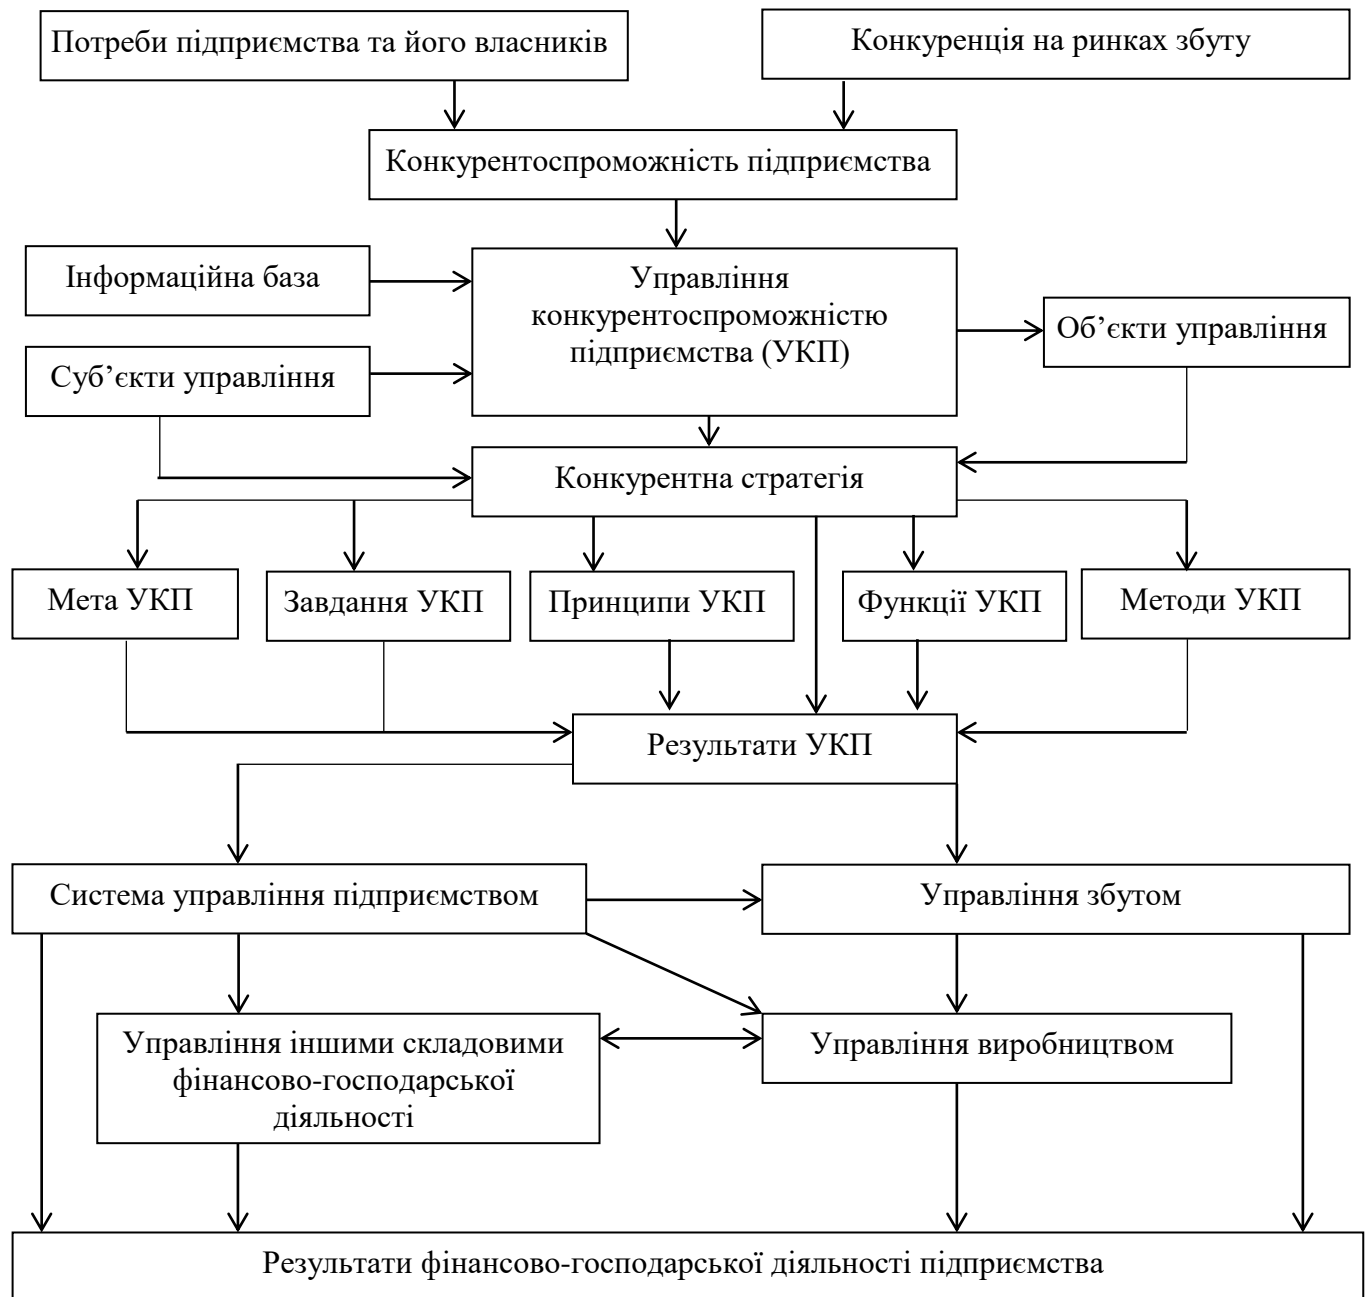 Потреби підприємства та його власників
Конкуренція на ринках збуту
Конкурентоспроможність підприємства
Інформаційна база
Управління
конкурентоспроможністю
підприємства (УКП)
Об’єкти управління
Суб’єкти управління
Конкурентна стратегія
Мета УКП
Завдання УКП
Принципи УКП
Функції УКП
Методи УКП
Результати УКП
Система управління підприємством
Управління збутом
Управління іншими складовими
фінансово-господарської
діяльності
Управління виробництвом
Результати фінансово-господарської діяльності підприємства